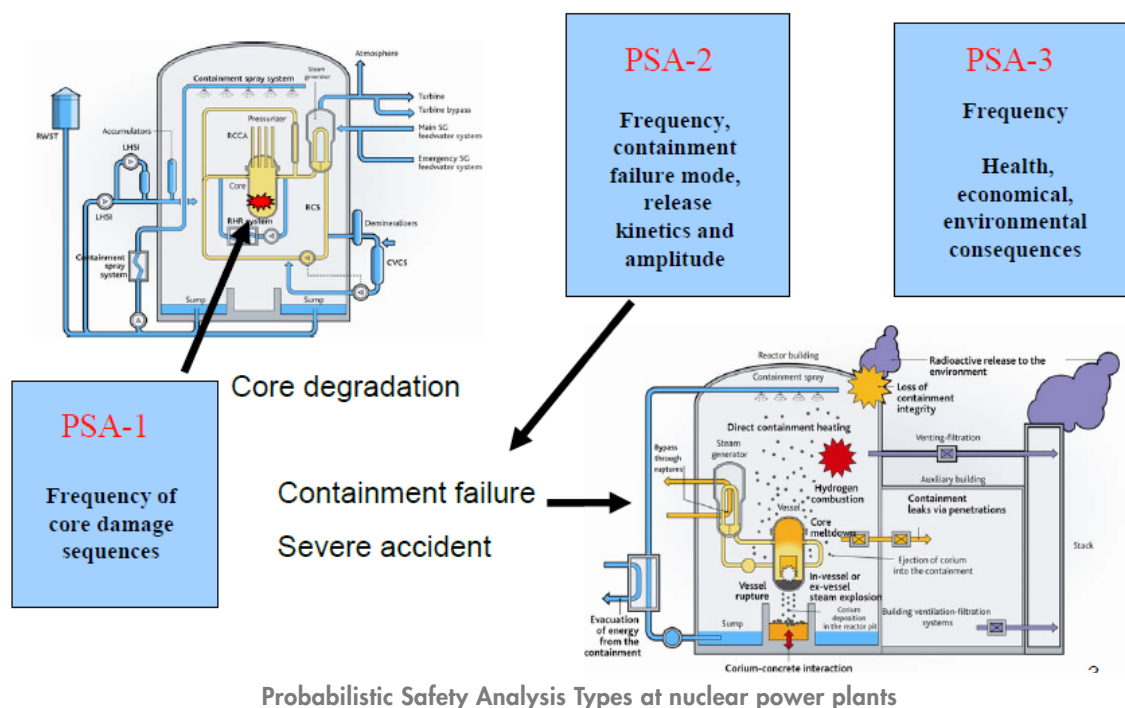 Atmosphere
Containment spray system
Steam
generator
Turbine
Turbine bypass
Pressurizer
Main SG
feedwater system
RWST
Accumulators
RCCA
LHSI
Emergency SG
feedwater system
Core
LHSI
RCS
RHR system
Demineralizers
Containment
spray
system
CVCS
Sump
Sump
PSA-2
Frequency,
containment
failure mode,
release
kinetics and
amplitude
PSA-3
Frequency
Health,
economical,
environmental
consequences
PSA-1
Frequency of
core damage
sequences
Core degradation
Containment failure
Severe accident
Reactor building
Containment spray
Radioactive release to the
environment
Loss of
containment
integrity
Direct containment heating
Steam
generator
Bypass
through
ruptures
Venting-filtration
Auxiliary building
Hydrogen
combustion
Containment
leaks via penetrations
Vessel
Core
meltdown
Stack
Ejection of corium
into the containment
Vessel
rupture
In-vessel or
ex-vessel
steam explosion
Evacuation
of energy
from the
containment
Corium
deposition
in the reactor pit
Building ventilation-filtration
systems
Sump
Corium-concrete interaction
Probabilistic Safety Analysis Types at nuclear power plants